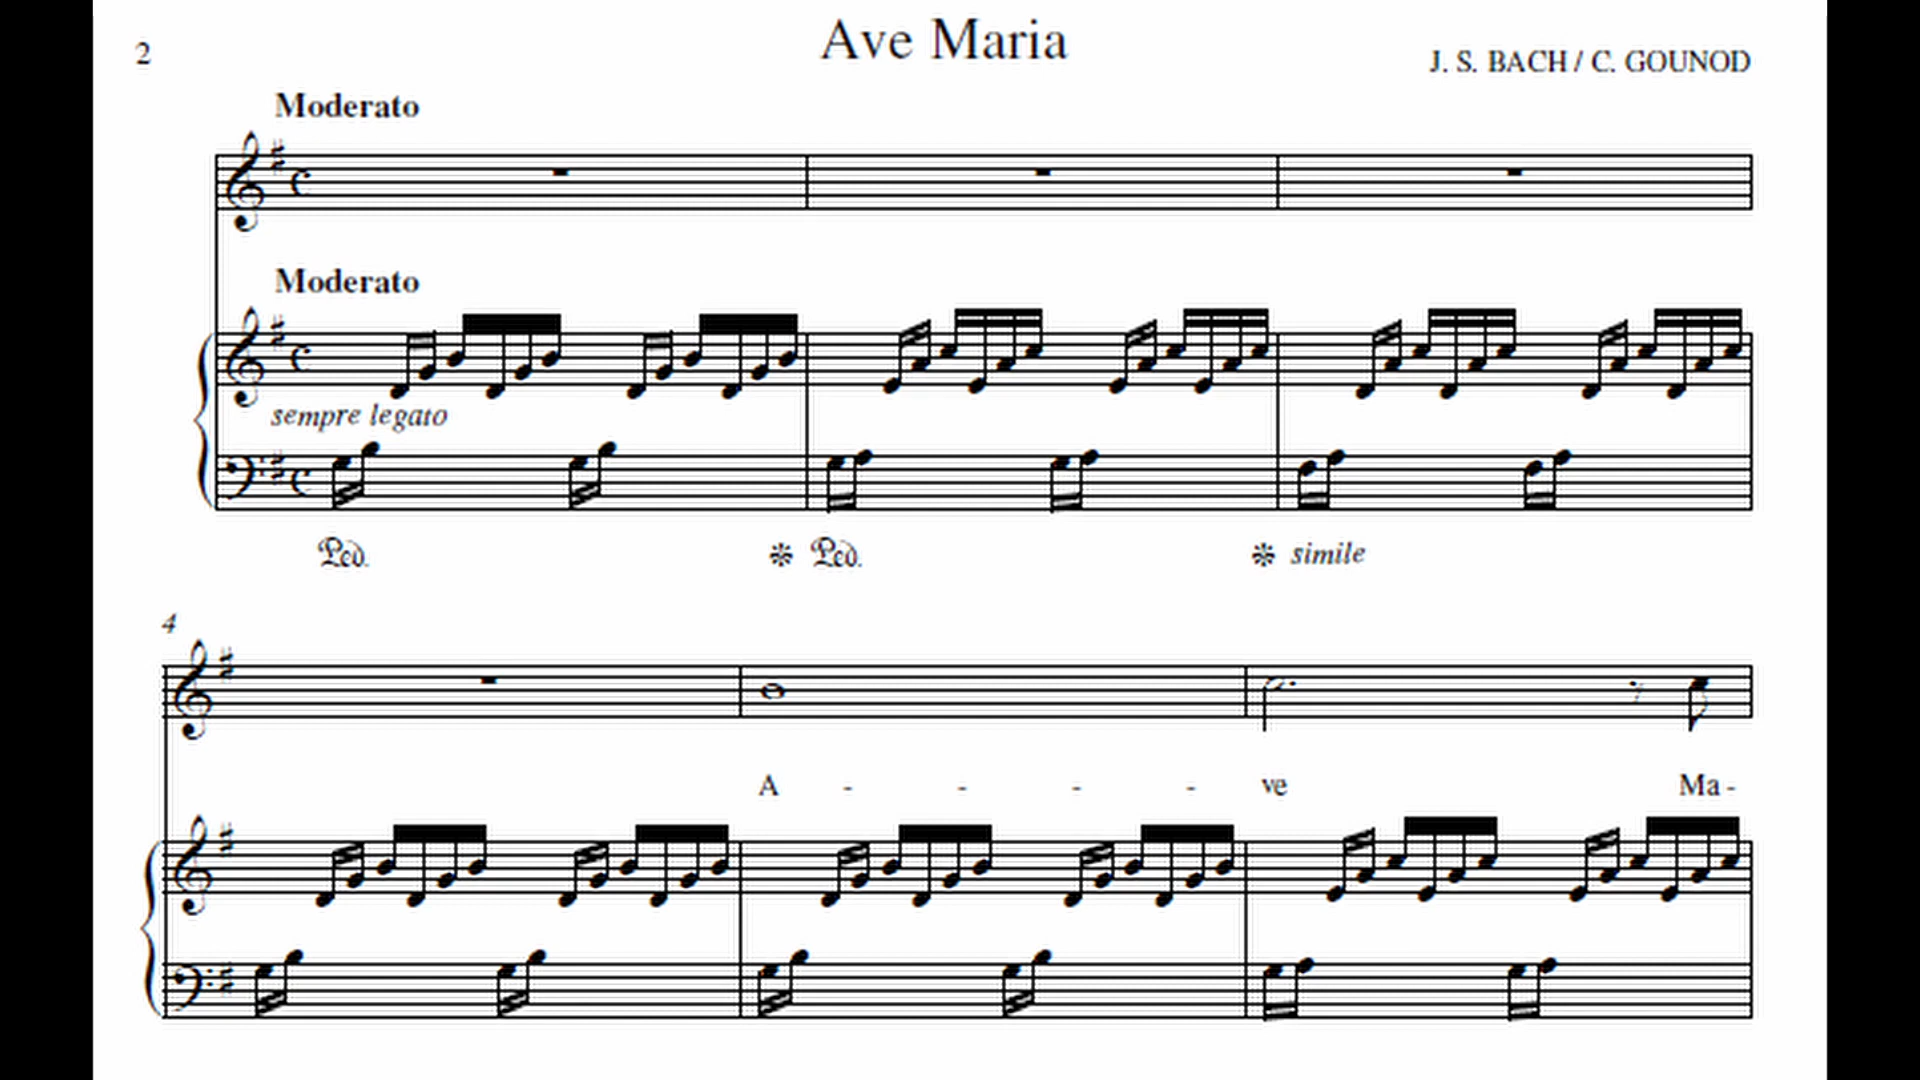 2
Ave Maria
J. S. BACH / C. GOUNOD
Moderato
Moderato
sempre legato
Ped. Ped. simile
4
A - - - - ve Ma -